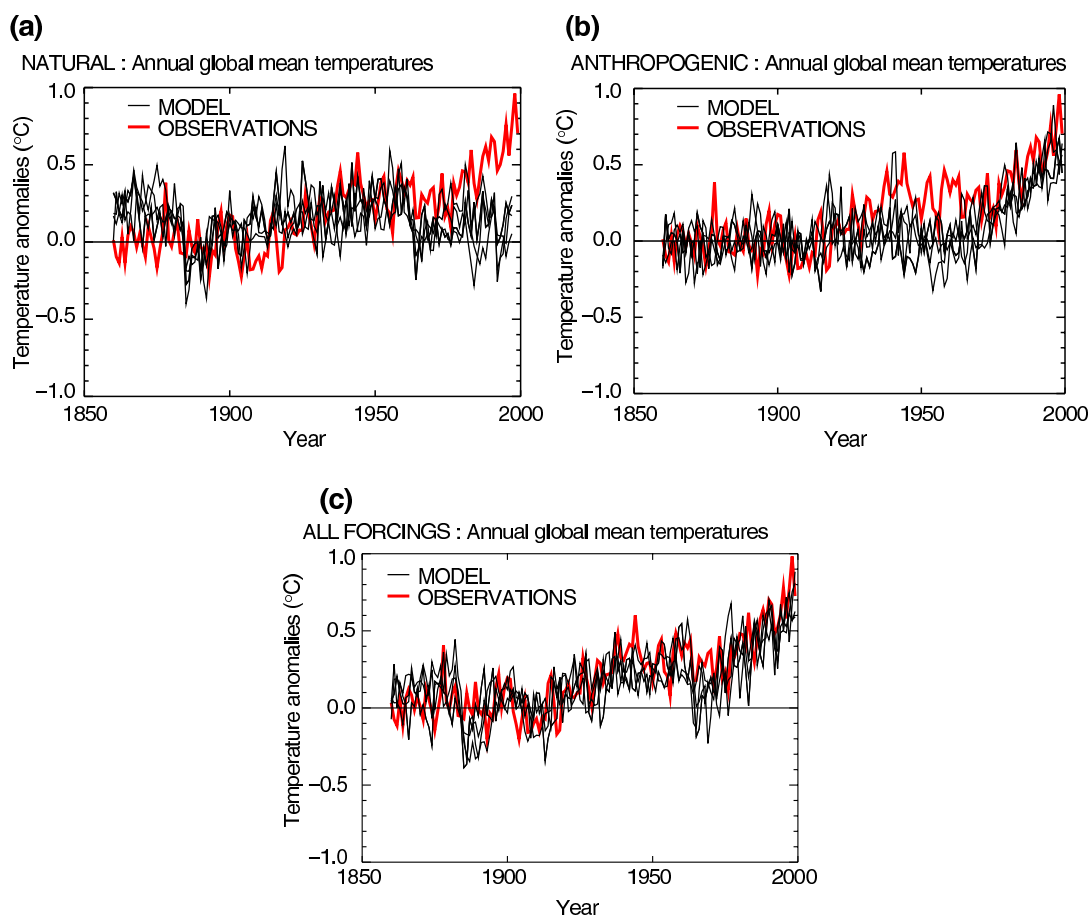 (a)
NATURAL : Annual global mean temperatures
MODEL
OBSERVATIONS
Temperature anomalies (°C)
1.0
0.5
0.0
−0.5
−1.0
1850 1900 1950 2000
Year
(b)
ANTHROPOGENIC : Annual global mean temperatures
MODEL
OBSERVATIONS
Temperature anomalies (°C)
1.0
0.5
0.0
−0.5
−1.0
1850 1900 1950 2000
Year
(c)
ALL FORCINGS : Annual global mean temperatures
MODEL
OBSERVATIONS
Temperature anomalies (°C)
1.0
0.5
0.0
−0.5
−1.0
1850 1900 1950 2000
Year